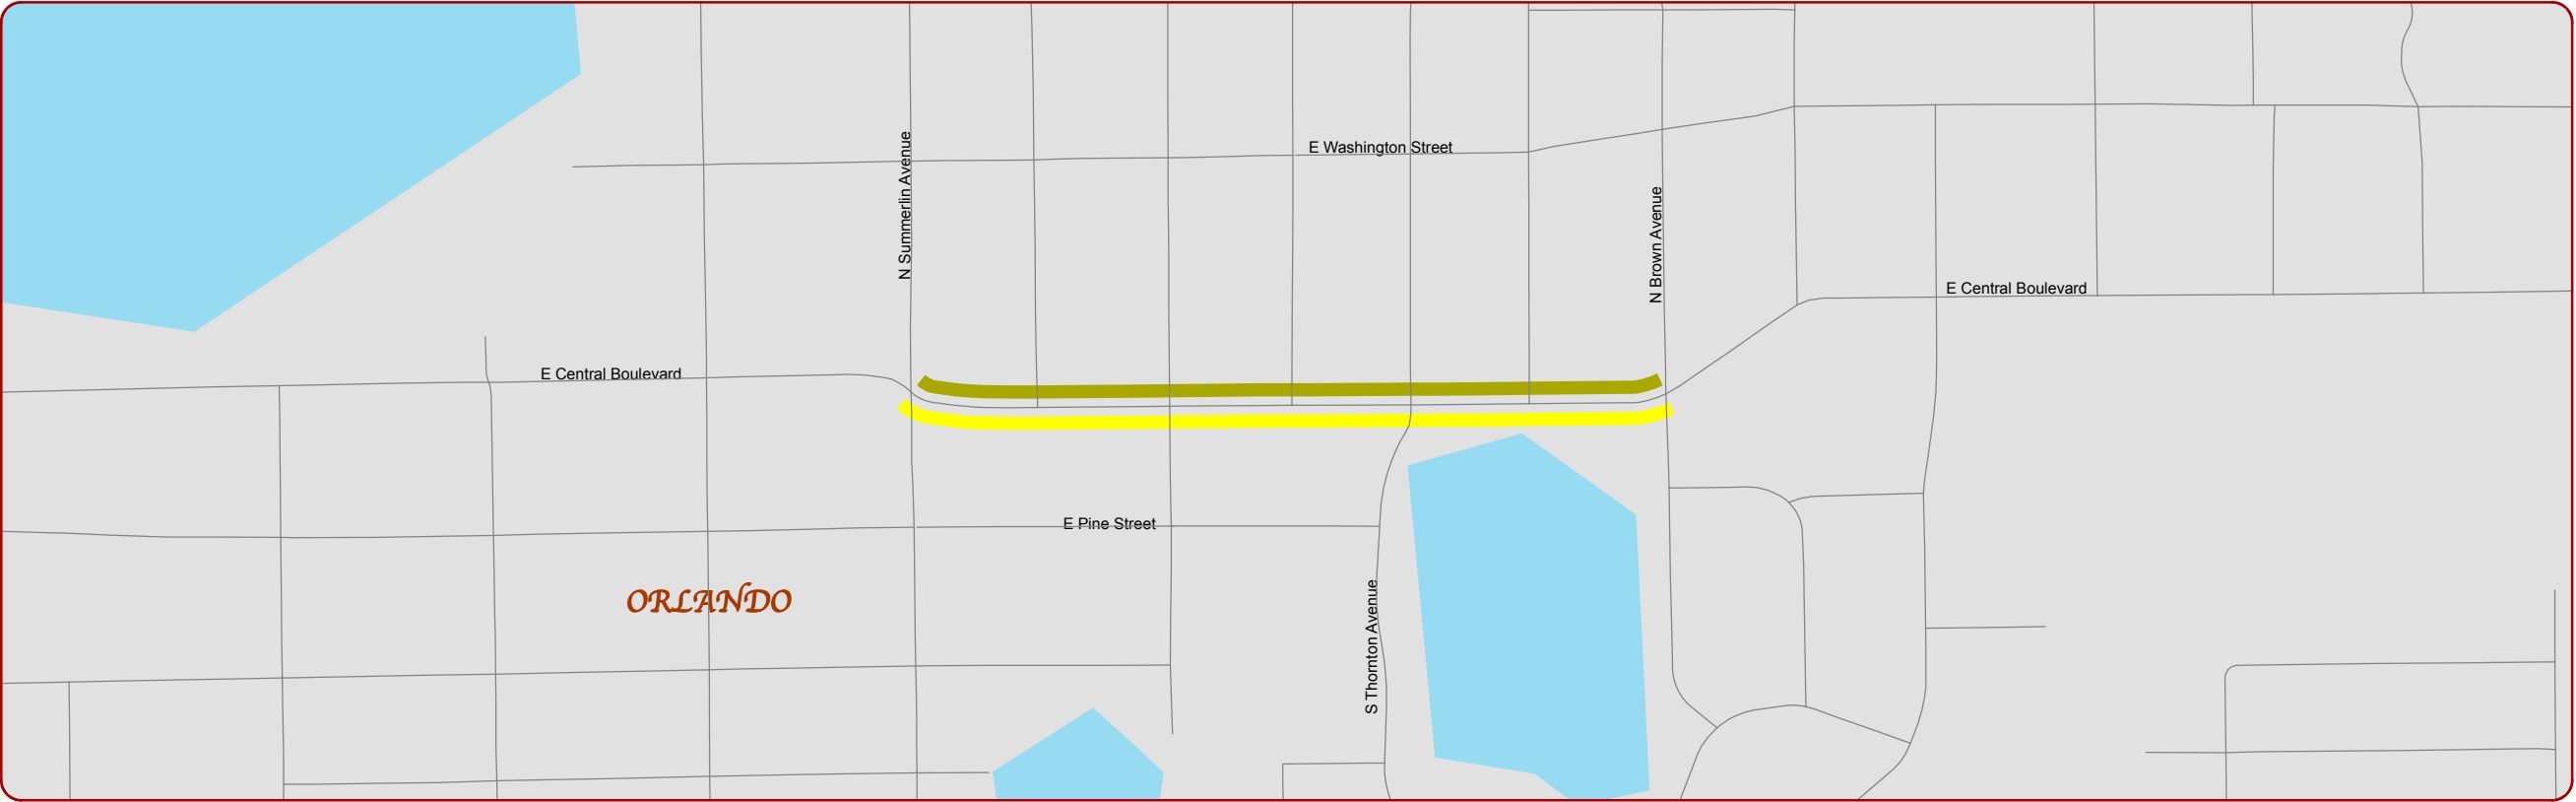 N Summerlin Avenue
E Washington Street
N Brown Avenue
E Central Boulevard
E Central Boulevard
E Pine Street
ORLANDO
S Thornton Avenue